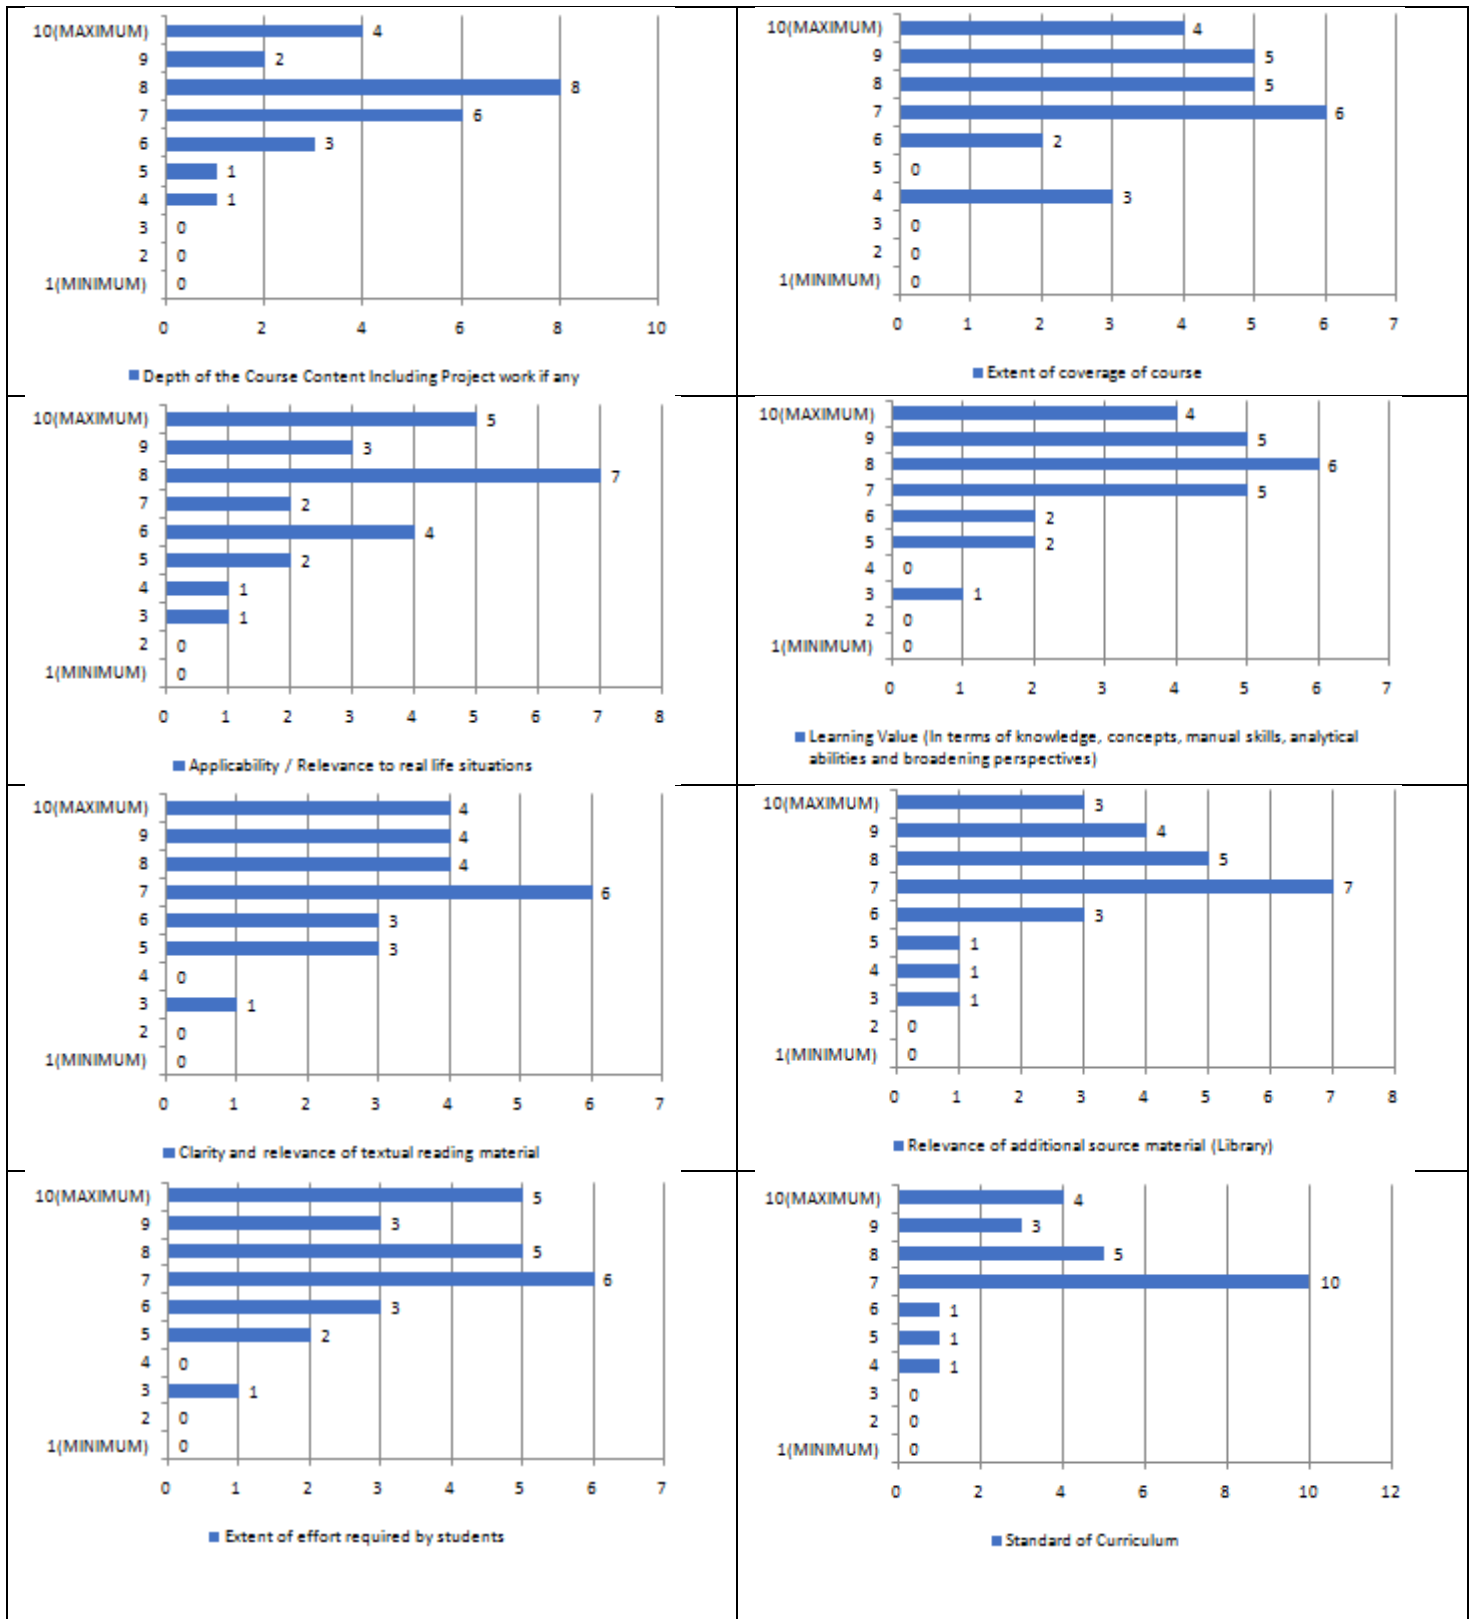 10(MAXIMUM) 4
9 2
8 8
7 6
6 3
5 1
4 1
3 0
2 0
1(MINIMUM) 0
0 2 4 6 8 10
Depth of the Course Content Including Project work if any
10(MAXIMUM) 4
9 5
8 5
7 6
6 2
5 0
4 3
3 0
2 0
1(MINIMUM) 0
0 1 2 3 4 5 6 7
Extent of coverage of course
10(MAXIMUM) 5
9 3
8 7
7 2
6 4
5 2
4 1
3 1
2 0
1(MINIMUM) 0
0 1 2 3 4 5 6 7 8
Applicability / Relevance to real life situations
10(MAXIMUM) 4
9 5
8 6
7 5
6 2
5 2
4 0
3 1
2 0
1(MINIMUM) 0
0 1 2 3 4 5 6 7
Learning Value (In terms of knowledge, concepts, manual skills, analytical
abilities and broadening perspectives)
10(MAXIMUM) 4
9 4
8 4
7 6
6 3
5 3
4 0
3 1
2 0
1(MINIMUM) 0
0 1 2 3 4 5 6 7
Clarity and relevance of textual reading material
10(MAXIMUM) 3
9 4
8 5
7 7
6 3
5 1
4 1
3 1
2 0
1(MINIMUM) 0
0 1 2 3 4 5 6 7 8
Relevance of additional source material (Library)
10(MAXIMUM) 5
9 3
8 5
7 6
6 3
5 2
4 0
3 1
2 0
1(MINIMUM) 0
0 1 2 3 4 5 6 7
Extent of effort required by students
10(MAXIMUM) 4
9 3
8 5
7 10
6 1
5 1
4 1
3 0
2 0
1(MINIMUM) 0
0 2 4 6 8 10 12
Standard of Curriculum